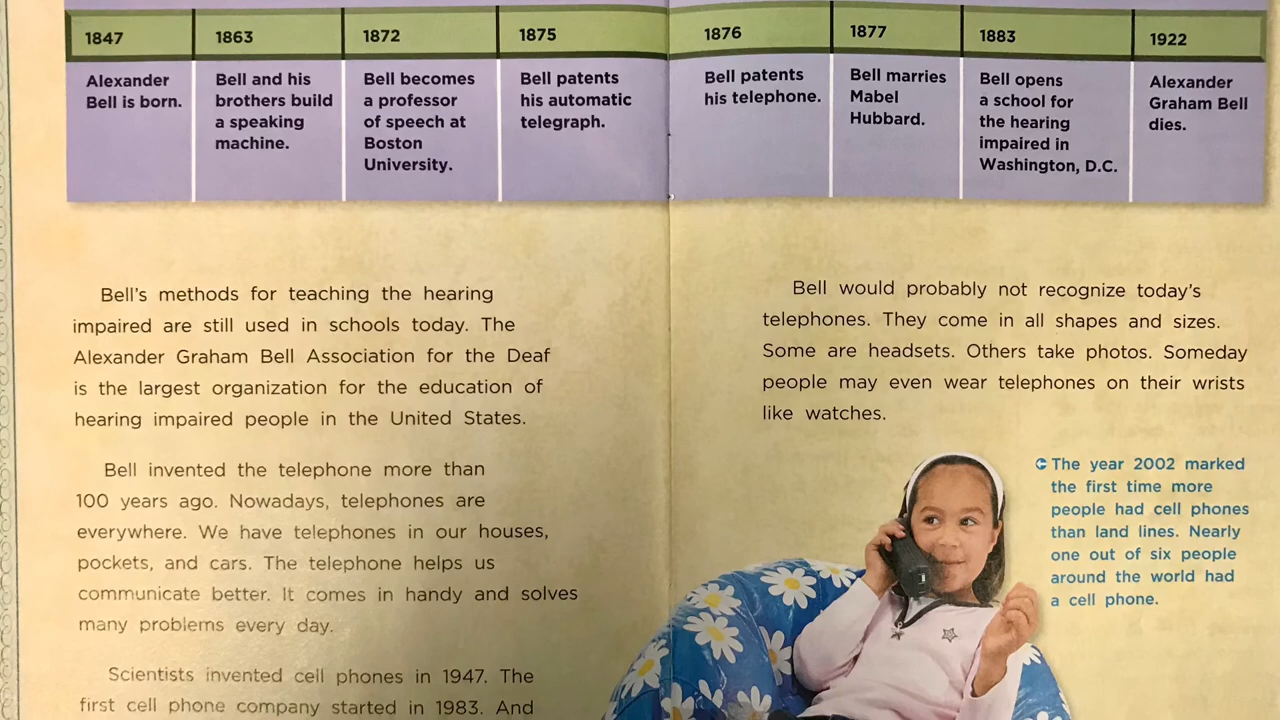 1847
Alexander
Bell is born.
1863
Bell and his
brothers build
a speaking
machine.
1872
Bell becomes
a professor
of speech at
Boston
University.
1875
Bell patents
his automatic
telegraph.
1876
Bell patents
his telephone.
1877
Bell marries
Mabel
Hubbard.
1883
Bell opens
a school for
the hearing
impaired in
Washington, D.C.
1922
Alexander
Graham Bell
dies.
Bell's methods for teaching the hearing
impaired are still used in schools today. The
Alexander Graham Bell Association for the Deaf
is the largest organization for the education of
hearing impaired people in the United States.
Bell invented the telephone more than
100 years ago. Nowadays, telephones are
everywhere. We have telephones in our houses,
pockets, and cars. The telephone helps us
communicate better. It comes in handy and solves
many problems every day.
Scientists invented cell phones in 1947. The
first cell phone company started in 1983. And
Bell would probably not recognize today's
telephones. They come in all shapes and sizes.
Some are headsets. Others take photos. Someday
people may even wear telephones on their wrists
like watches.
The year 2002 marked
the first time more
people had cell phones
than land lines. Nearly
one out of six people
around the world had
a cell phone.